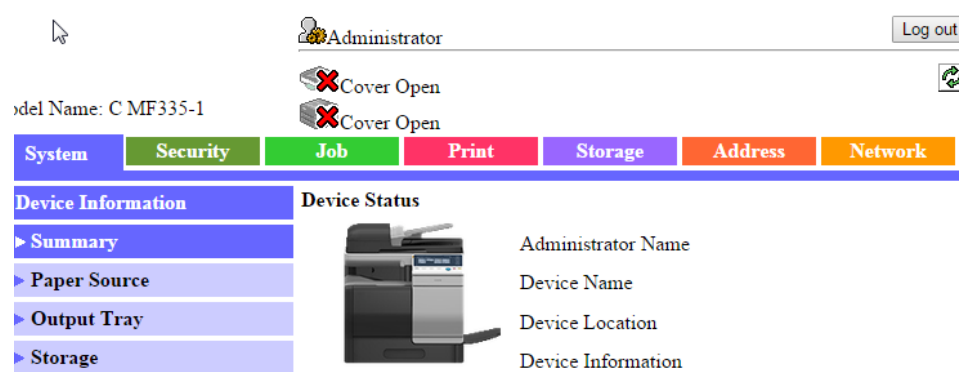 Administrator
Log out
Cover Open
odel Name: C MF335-1
Cover Open
System Security Job Print Storage Address Network
Device Information
Device Status
Summary
Administrator Name
Paper Source
Device Name
Output Tray
Device Location
Storage
Device Information